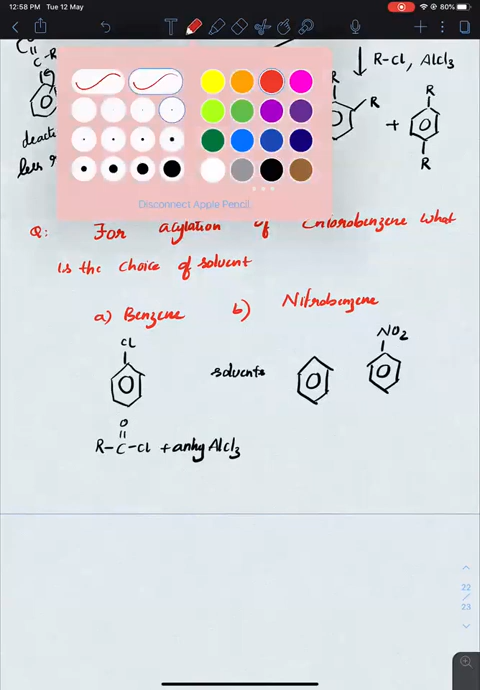 12:58 PM Tue 12 May
80%
C
O
C-R
R-Cl, AlCl3
R
R
+
R
R
deact
less
Q: For acylation of Chlorobenzene what
is the choice of solvent
a) Benzene b) Nitrobenzene
Cl
NO2
solvents
O
R-C-Cl + anhy AlCl3
Disconnect Apple Pencil
22
/
23